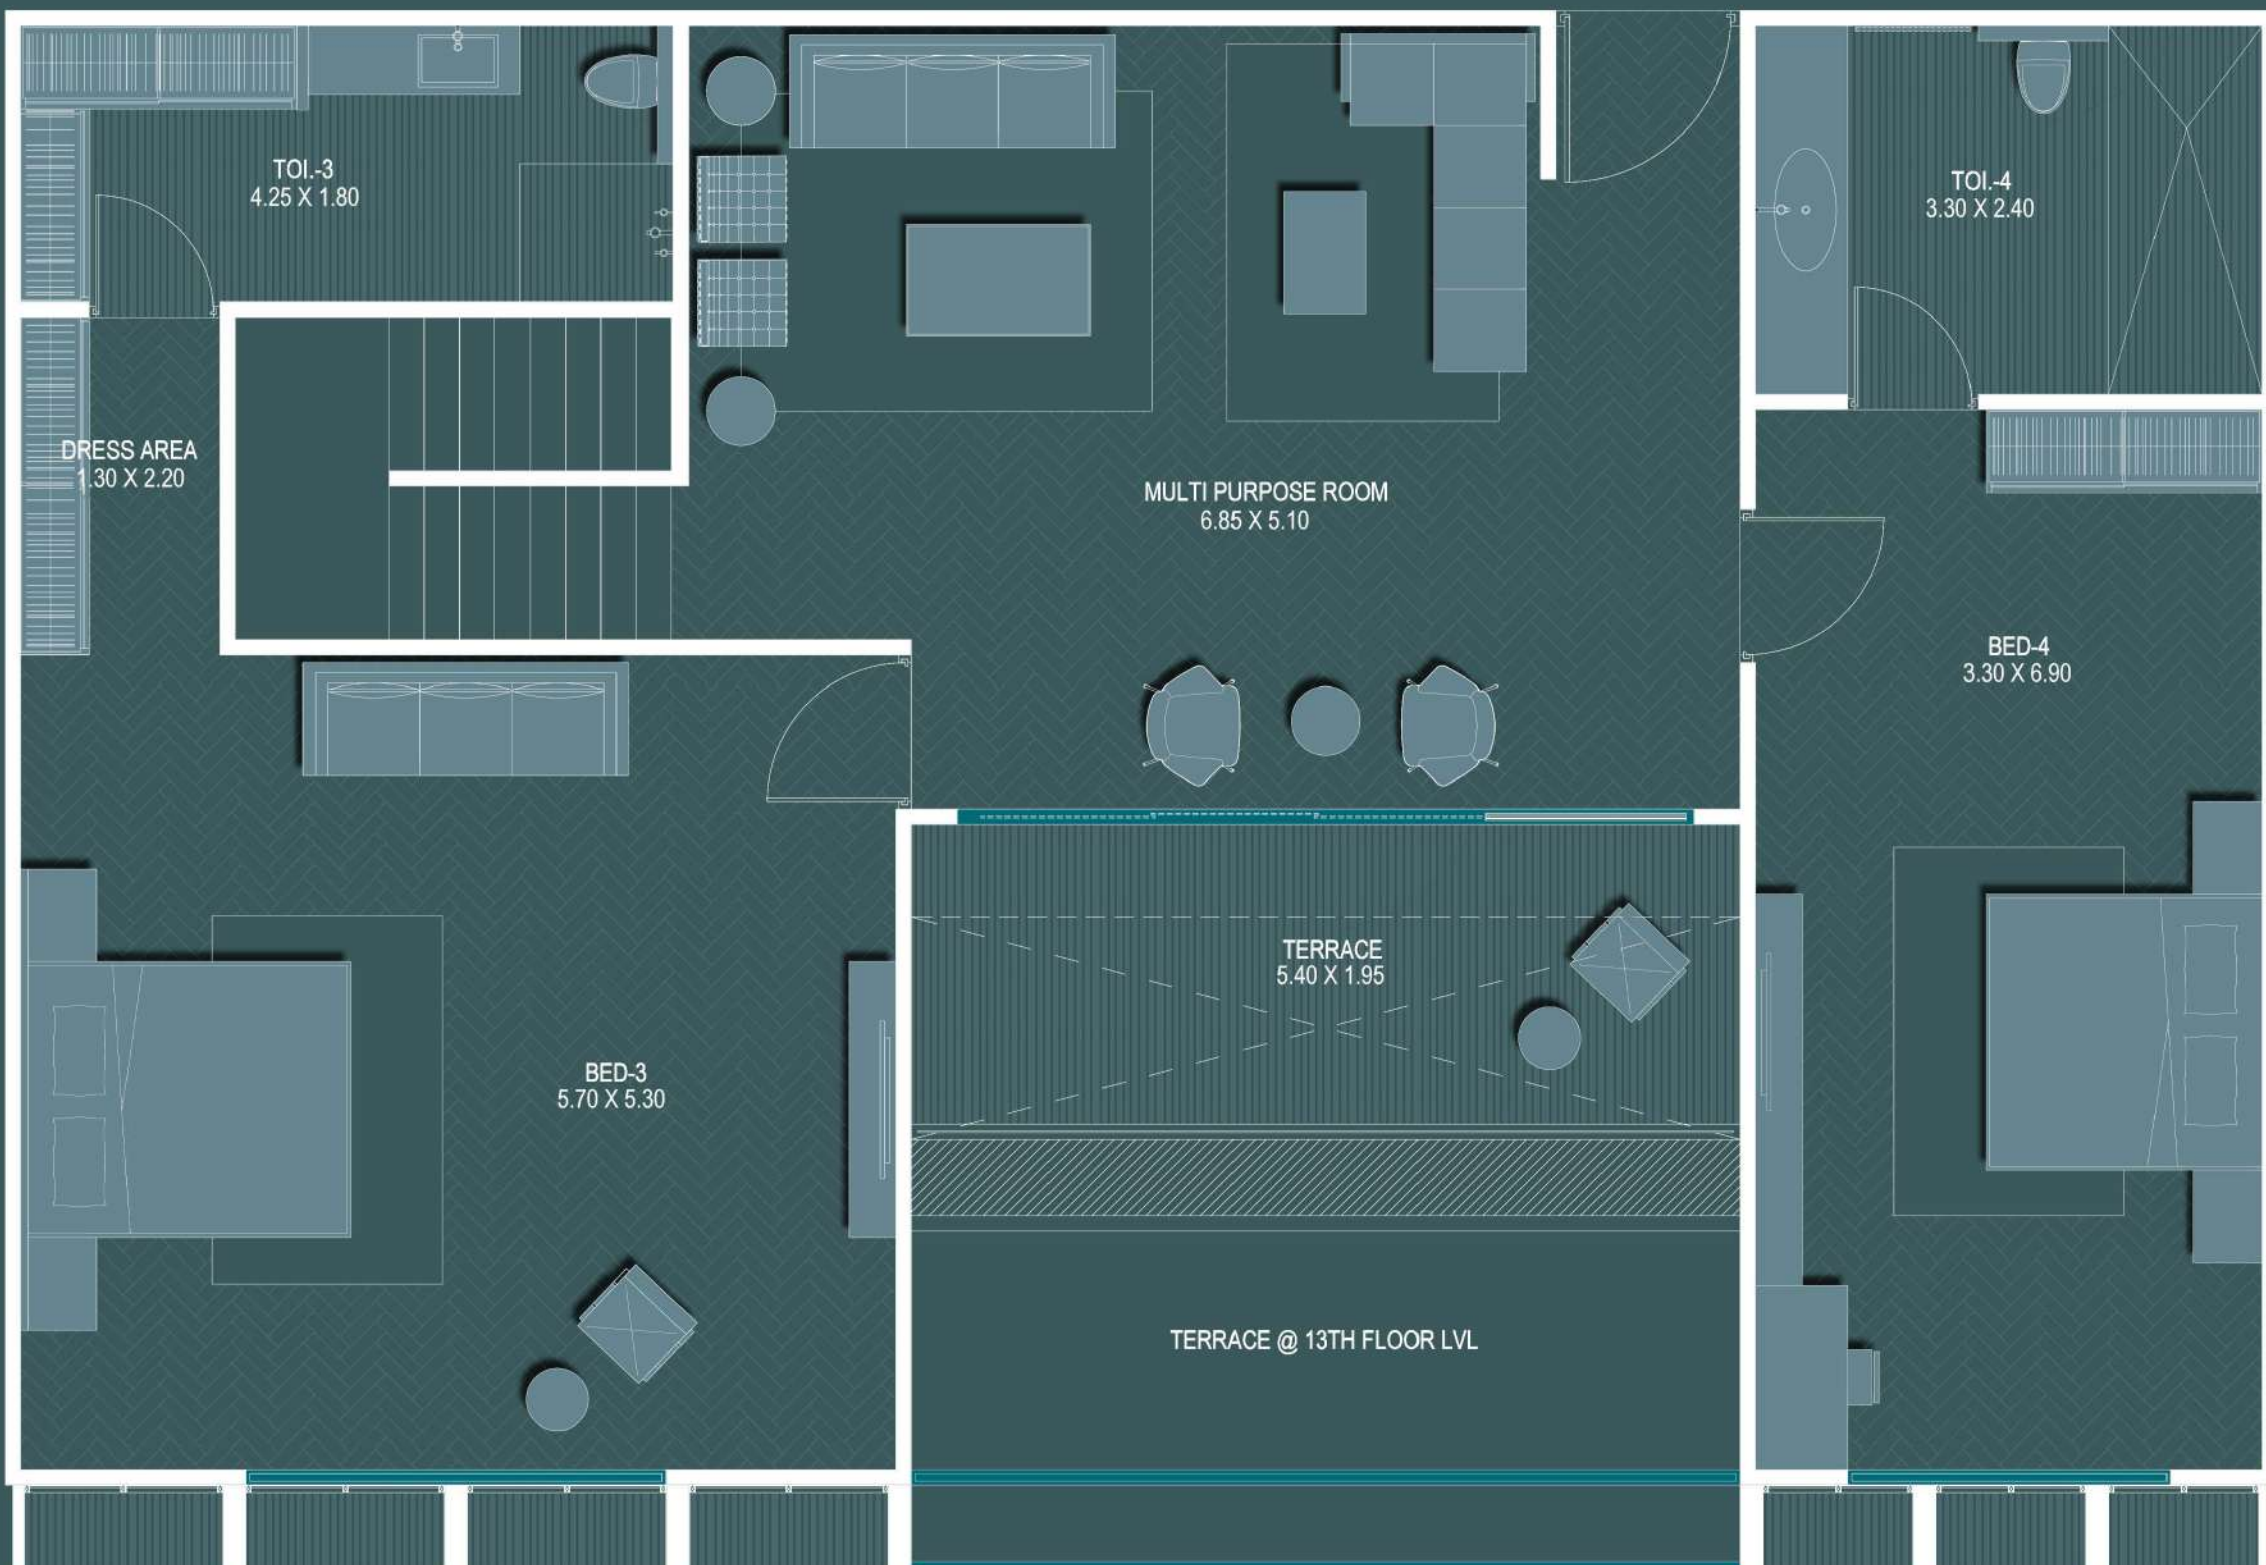 TOI.-3
4.25 X 1.80
TOI.-4
3.30 X 2.40
DRESS AREA
1.30 X 2.20
MULTI PURPOSE ROOM
6.85 X 5.10
BED-4
3.30 X 6.90
TERRACE
5.40 X 1.95
BED-3
5.70 X 5.30
TERRACE @ 13TH FLOOR LVL